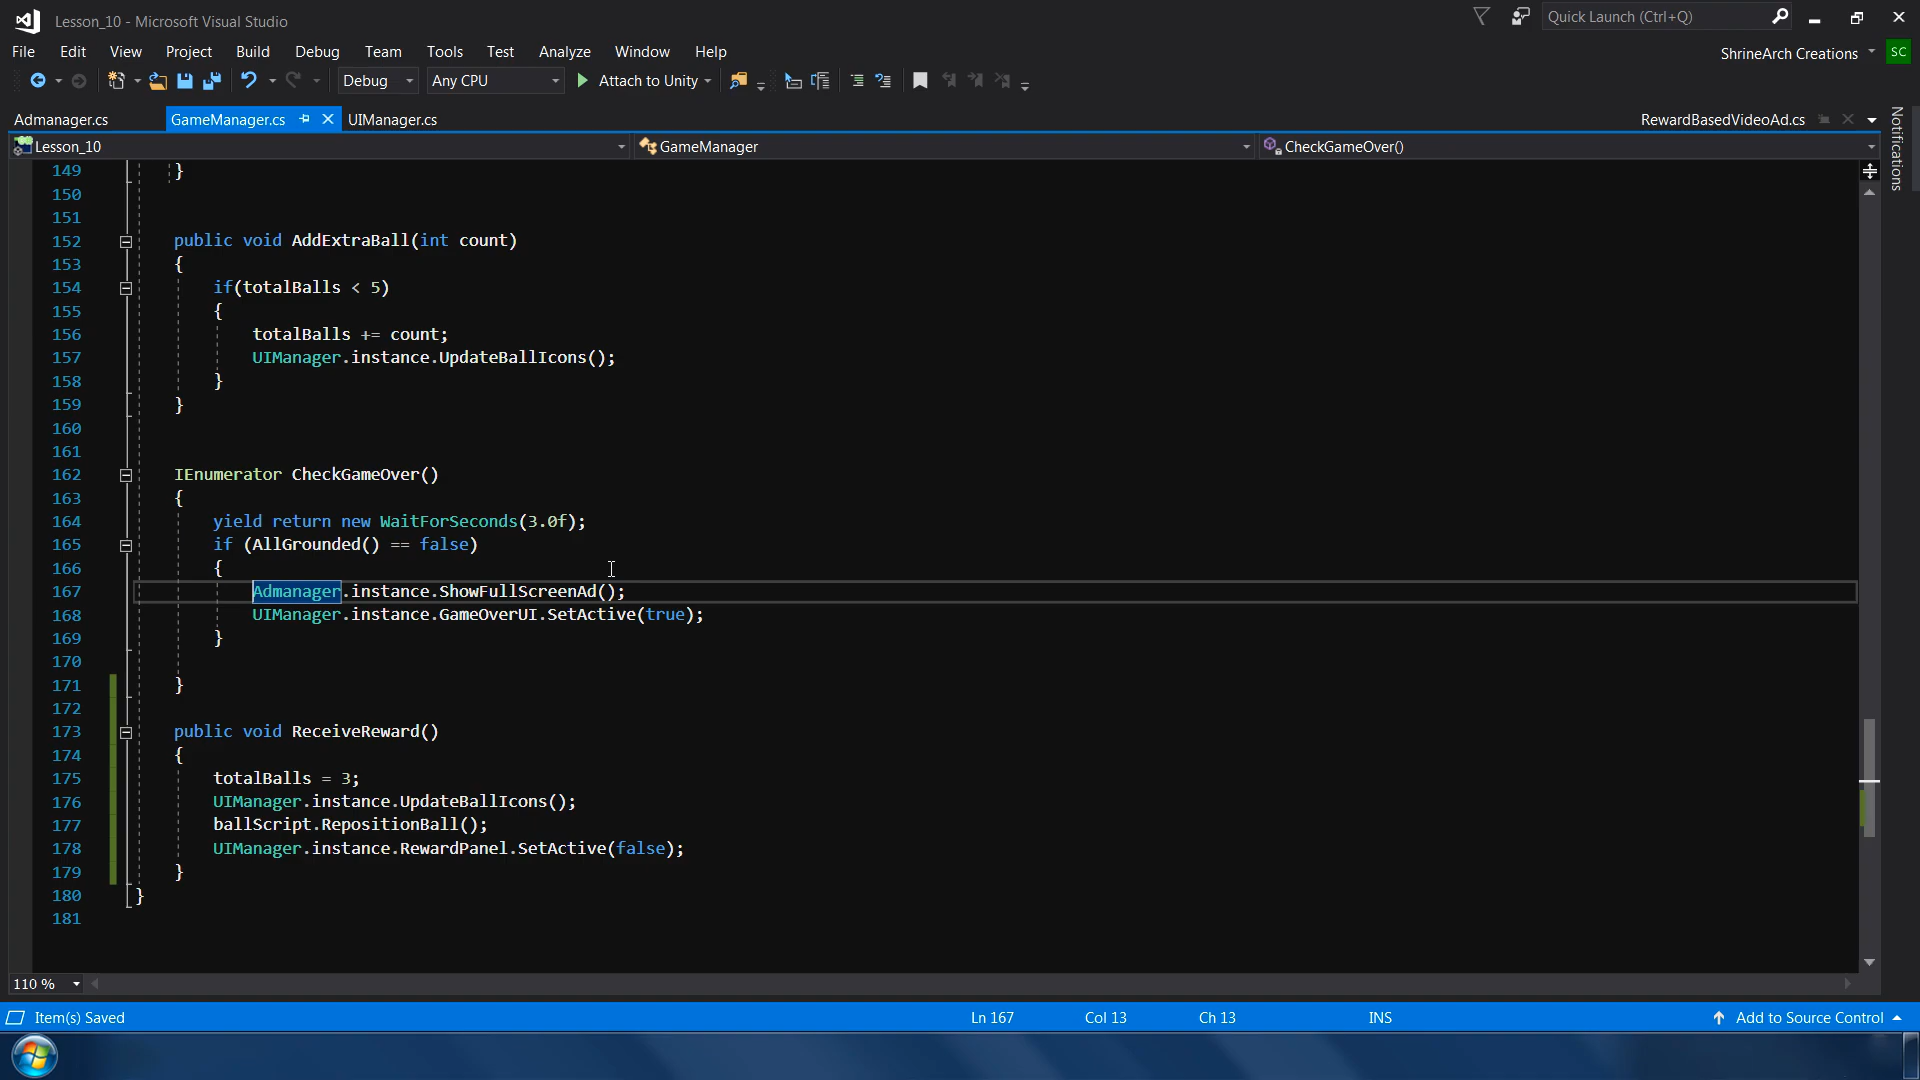 Lesson_10 - Microsoft Visual Studio
Quick Launch (Ctrl+Q)
File Edit View Project Build Debug Team Tools Test Analyze Window Help
ShrineArch Creations SC
Debug Any CPU Attach to Unity
Admanager.cs GameManager.cs UIManager.cs RewardBasedVideoAd.cs
Notifications
Lesson_10 GameManager CheckGameOver()
149 }
150
151
152 public void AddExtraBall(int count)
153 {
154 if(totalBalls < 5)
155 {
156 totalBalls += count;
157 UIManager.instance.UpdateBallIcons();
158 }
159 }
160
161
162 IEnumerator CheckGameOver()
163 {
164 yield return new WaitForSeconds(3.0f);
165 if (AllGrounded() == false)
166 {
167 Admanager.instance.ShowFullScreenAd();
168 UIManager.instance.GameOverUI.SetActive(true);
169 }
170
171 }
172
173 public void ReceiveReward()
174 {
175 totalBalls = 3;
176 UIManager.instance.UpdateBallIcons();
177 ballScript.RepositionBall();
178 UIManager.instance.RewardPanel.SetActive(false);
179 }
180 }
181
110 %
Item(s) Saved Ln 167 Col 13 Ch 13 INS Add to Source Control